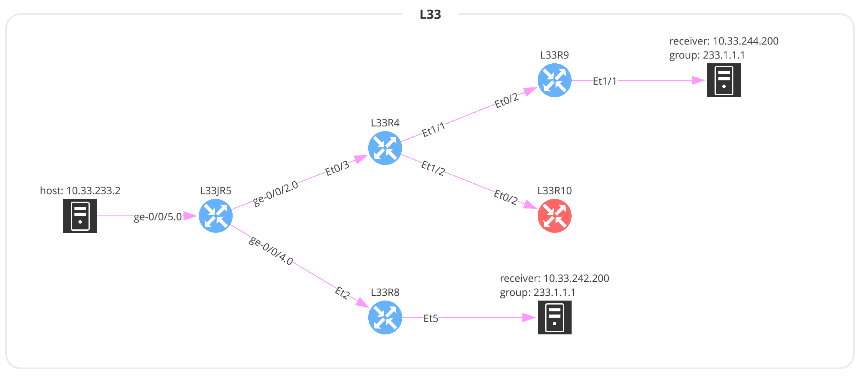 L33
receiver: 10.33.244.200
group: 233.1.1.1
L33R9
Et1/1
Et0/2
L33R4
Et1/1
Et1/2
Et0/3
host: 10.33.233.2
L33JR5
ge-0/0/2.0
ge-0/0/5.0
L33R10
Et0/2
ge-0/0/4.0
receiver: 10.33.242.200
group: 233.1.1.1
Et2
L33R8
Et5